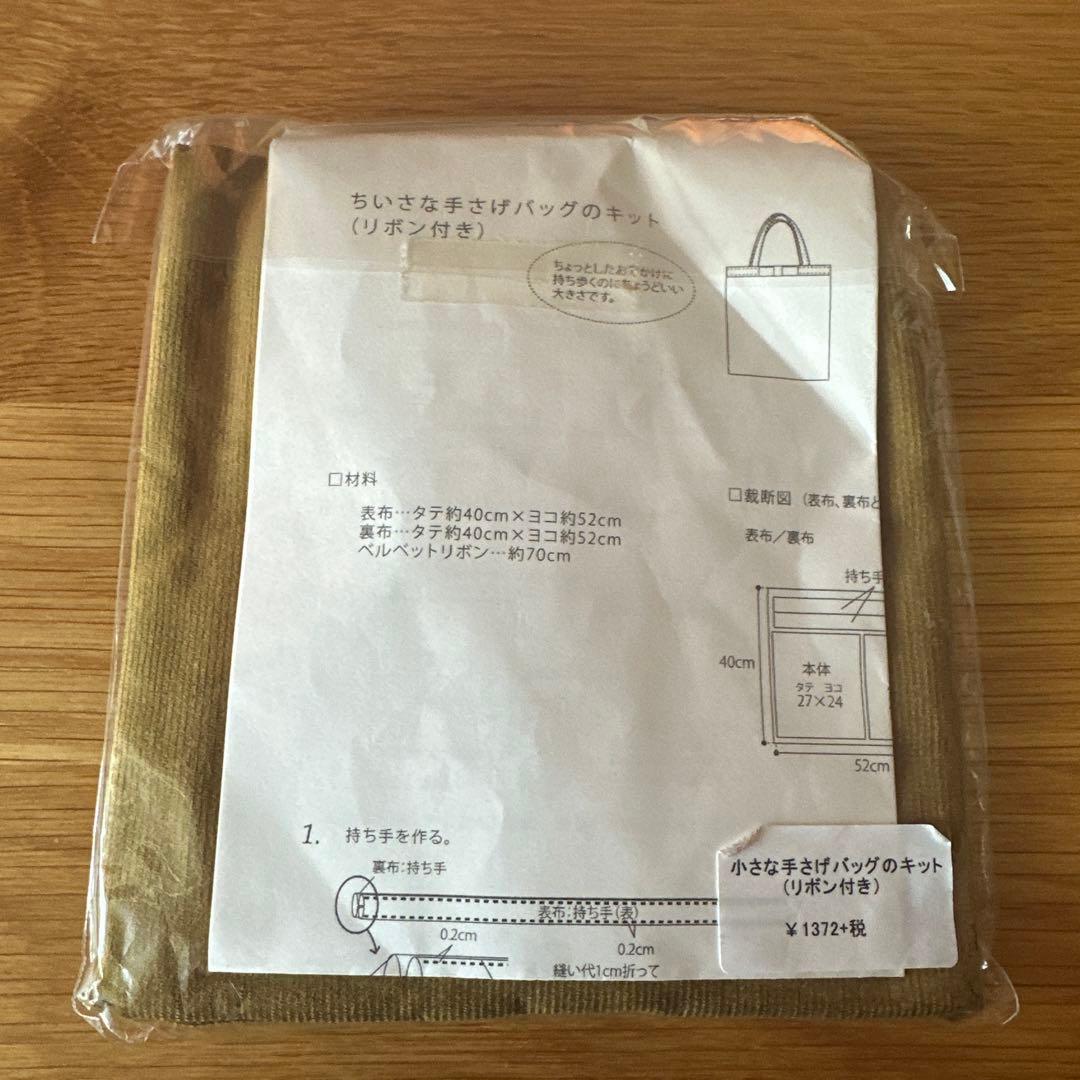 ちいさな手さげバッグのキット
（リボン付き）
ちょっとしたおでかけに
持ち歩くのにちょうどいい
大きさです。
□材料
表布…タテ約40cm×ヨコ約52cm
裏布…タテ約40cm×ヨコ約52cm
ベルベットリボン…約70cm
□裁断図（表布、裏布と
表布／裏布
持ち手
40cm
本体
タテ ヨコ
27×24
52cm
1. 持ち手を作る。
裏布:持ち手
表布:持ち手(表)
0.2cm
0.2cm
縫い代1cm折って
小さな手さげバッグのキット
（リボン付き）
￥1372+税